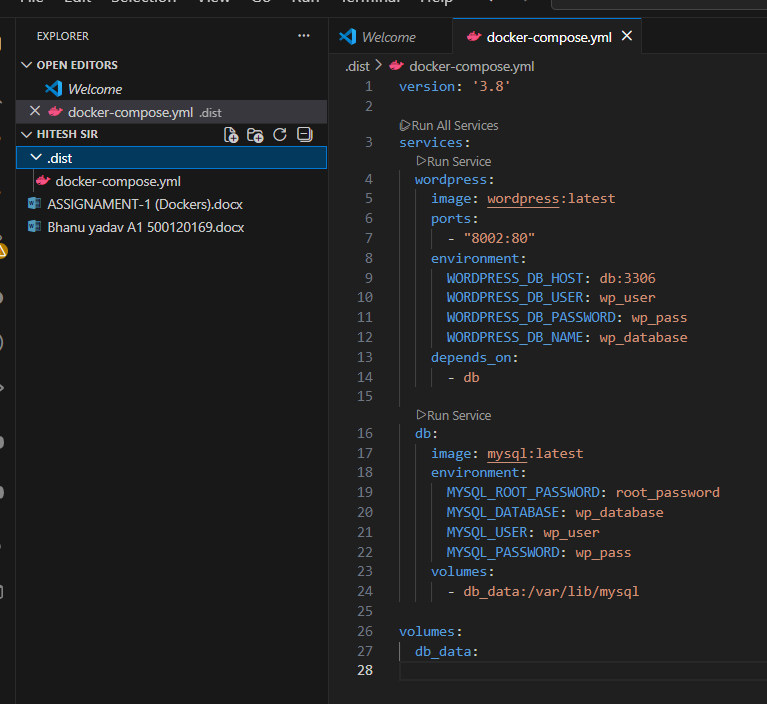 File Edit Selection View Go Run Terminal Help
EXPLORER
OPEN EDITORS
Welcome
docker-compose.yml .dist
HITESH SIR
.dist
docker-compose.yml
ASSIGNAMENT-1 (Dockers).docx
Bhanu yadav A1 500120169.docx
Welcome
docker-compose.yml
.dist > docker-compose.yml
1 version: '3.8'
2
Run All Services
3 services:
Run Service
4 wordpress:
5 image: wordpress:latest
6 ports:
7 - "8002:80"
8 environment:
9 WORDPRESS_DB_HOST: db:3306
10 WORDPRESS_DB_USER: wp_user
11 WORDPRESS_DB_PASSWORD: wp_pass
12 WORDPRESS_DB_NAME: wp_database
13 depends_on:
14 - db
15
Run Service
16 db:
17 image: mysql:latest
18 environment:
19 MYSQL_ROOT_PASSWORD: root_password
20 MYSQL_DATABASE: wp_database
21 MYSQL_USER: wp_user
22 MYSQL_PASSWORD: wp_pass
23 volumes:
24 - db_data:/var/lib/mysql
25
26 volumes:
27 db_data:
28